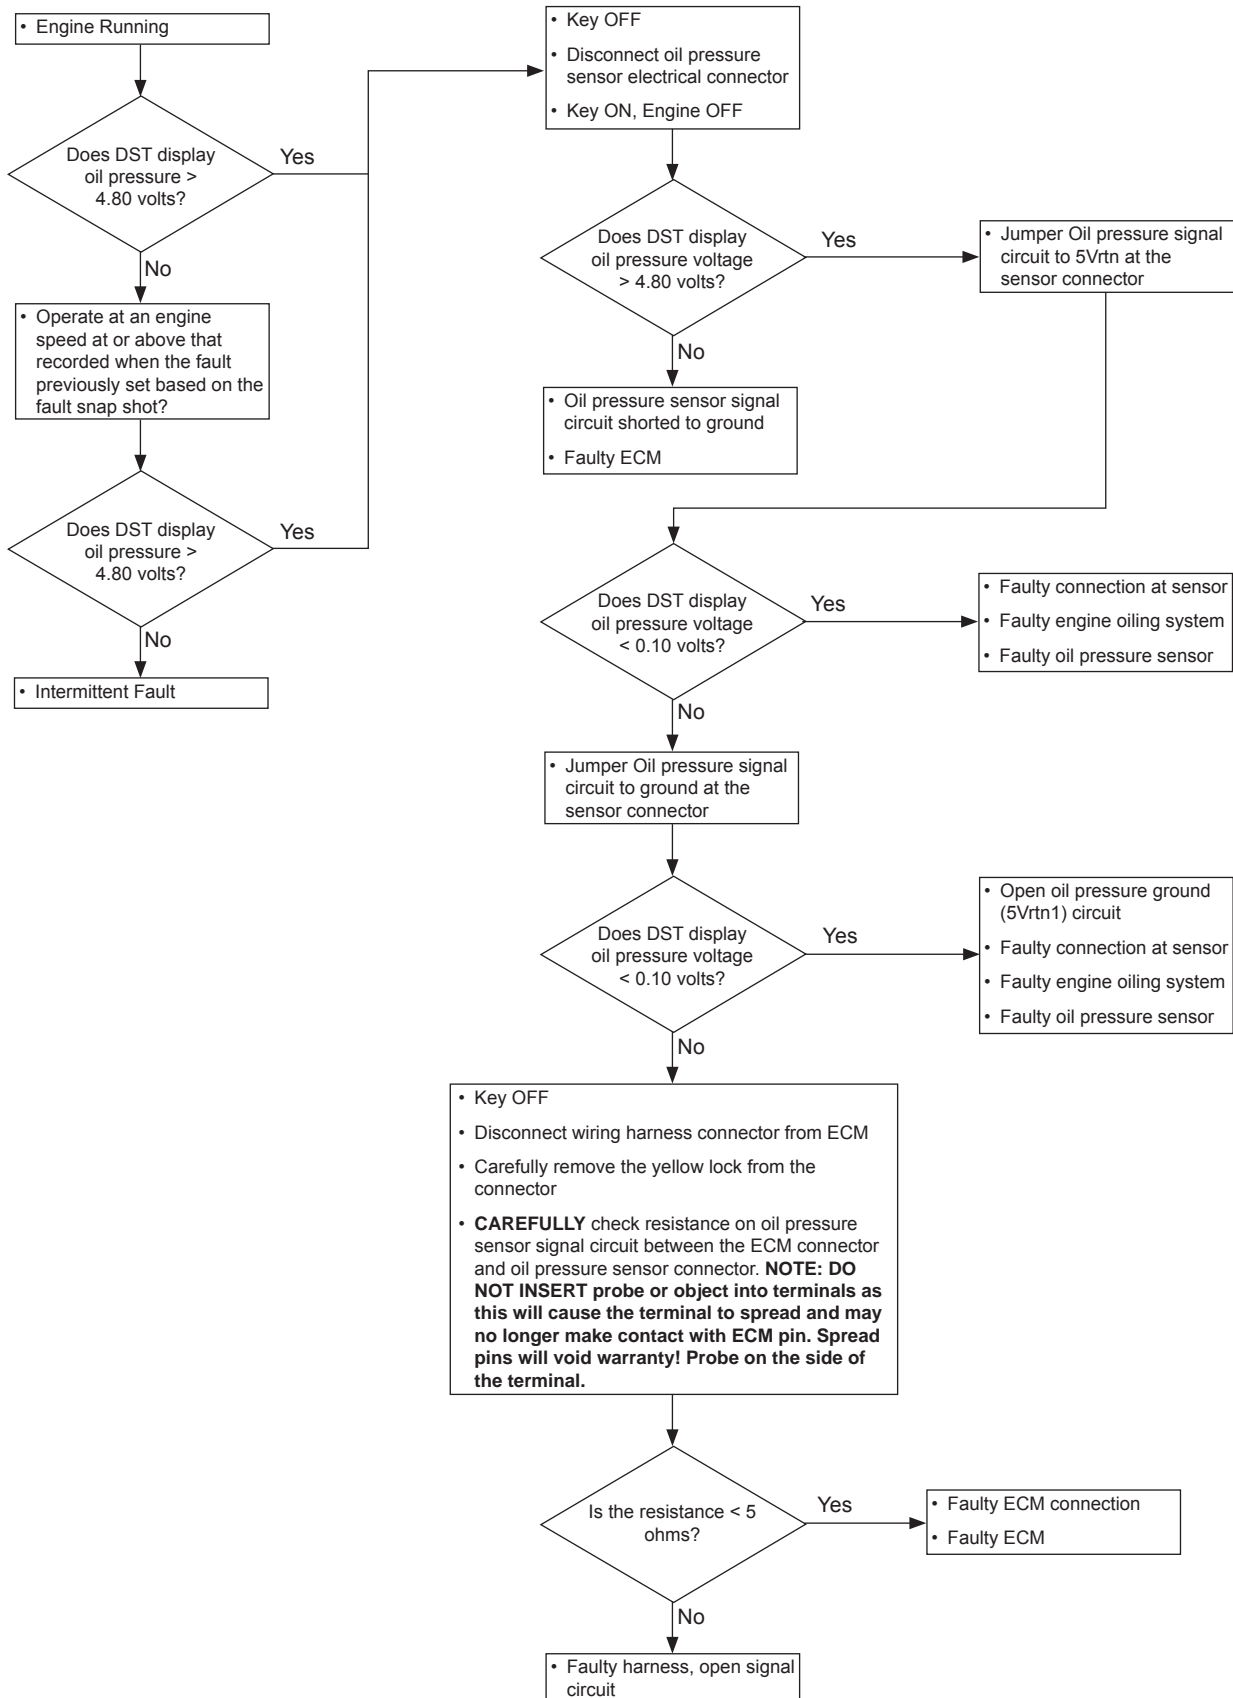 • Engine Running
Does DST display
oil pressure >
4.80 volts?
Yes
No
• Operate at an engine
speed at or above that
recorded when the fault
previously set based on the
fault snap shot?
Does DST display
oil pressure >
4.80 volts?
Yes
No
• Intermittent Fault
• Key OFF
• Disconnect oil pressure
sensor electrical connector
• Key ON, Engine OFF
Does DST display
oil pressure voltage
> 4.80 volts?
Yes
• Jumper Oil pressure signal
circuit to 5Vrtn at the
sensor connector
No
• Oil pressure sensor signal
circuit shorted to ground
• Faulty ECM
Does DST display
oil pressure voltage
< 0.10 volts?
Yes
• Faulty connection at sensor
• Faulty engine oiling system
• Faulty oil pressure sensor
No
• Jumper Oil pressure signal
circuit to ground at the
sensor connector
Does DST display
oil pressure voltage
< 0.10 volts?
Yes
• Open oil pressure ground
(5Vrtn1) circuit
• Faulty connection at sensor
• Faulty engine oiling system
• Faulty oil pressure sensor
No
• Key OFF
• Disconnect wiring harness connector from ECM
• Carefully remove the yellow lock from the
connector
• CAREFULLY check resistance on oil pressure
sensor signal circuit between the ECM connector
and oil pressure sensor connector. NOTE: DO
NOT INSERT probe or object into terminals as
this will cause the terminal to spread and may
no longer make contact with ECM pin. Spread
pins will void warranty! Probe on the side of
the terminal.
Is the resistance < 5
ohms?
Yes
• Faulty ECM connection
• Faulty ECM
No
• Faulty harness, open signal
circuit